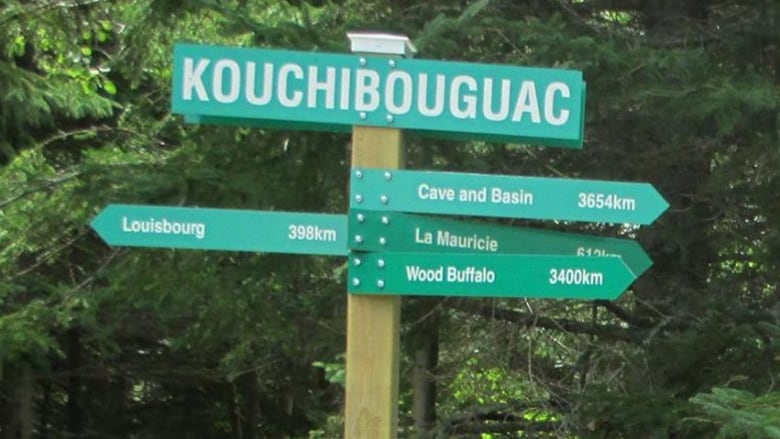 KOUCHIBOUGUAC
Cave and Basin 3654km
Louisbourg 398km
La Mauricie
Wood Buffalo 3400km